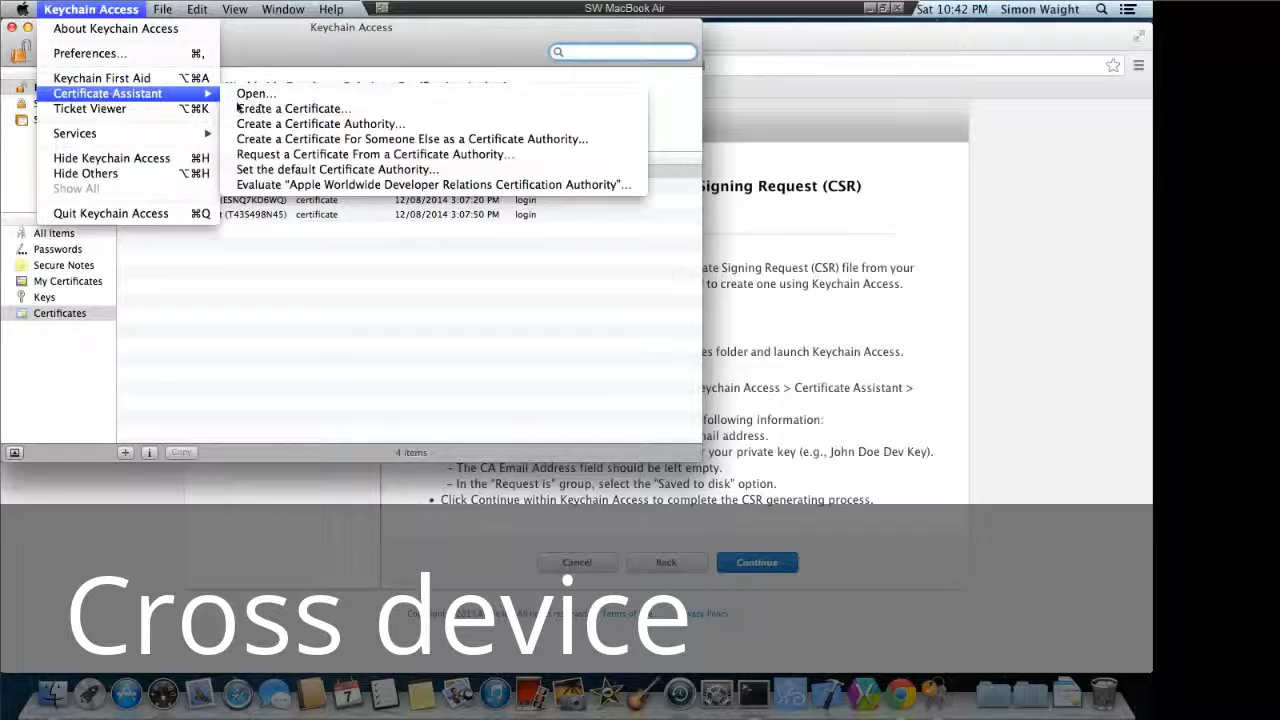 SW MacBook Air
Keychain Access File Edit View Window Help Sat 10:42 PM Simon Waight
Keychain Access
About Keychain Access
Preferences... ⌘,
Keychain First Aid ⌥⌘A
Certificate Assistant
Ticket Viewer ⌥⌘K
Services
Hide Keychain Access ⌘H
Hide Others ⌥⌘H
Show All
Quit Keychain Access ⌘Q
Open...
Create a Certificate...
Create a Certificate Authority...
Create a Certificate For Someone Else as a Certificate Authority...
Request a Certificate From a Certificate Authority...
Set the default Certificate Authority...
Evaluate “Apple Worldwide Developer Relations Certification Authority”...
(ESNQ7KD6WQ) certificate 12/08/2014 3:07:20 PM login
(T43S498N45) certificate 12/08/2014 3:07:50 PM login
All Items
Passwords
Secure Notes
My Certificates
Keys
Certificates
Copy
4 items
Signing Request (CSR)
ate Signing Request (CSR) file from your
to create one using Keychain Access.
es folder and launch Keychain Access.
eychain Access > Certificate Assistant >
following information:
mail address.
your private key (e.g., John Doe Dev Key).
- The CA Email Address field should be left empty.
- In the "Request is" group, select the "Saved to disk" option.
• Click Continue within Keychain Access to complete the CSR generating process.
Cancel Back Continue
Cross device